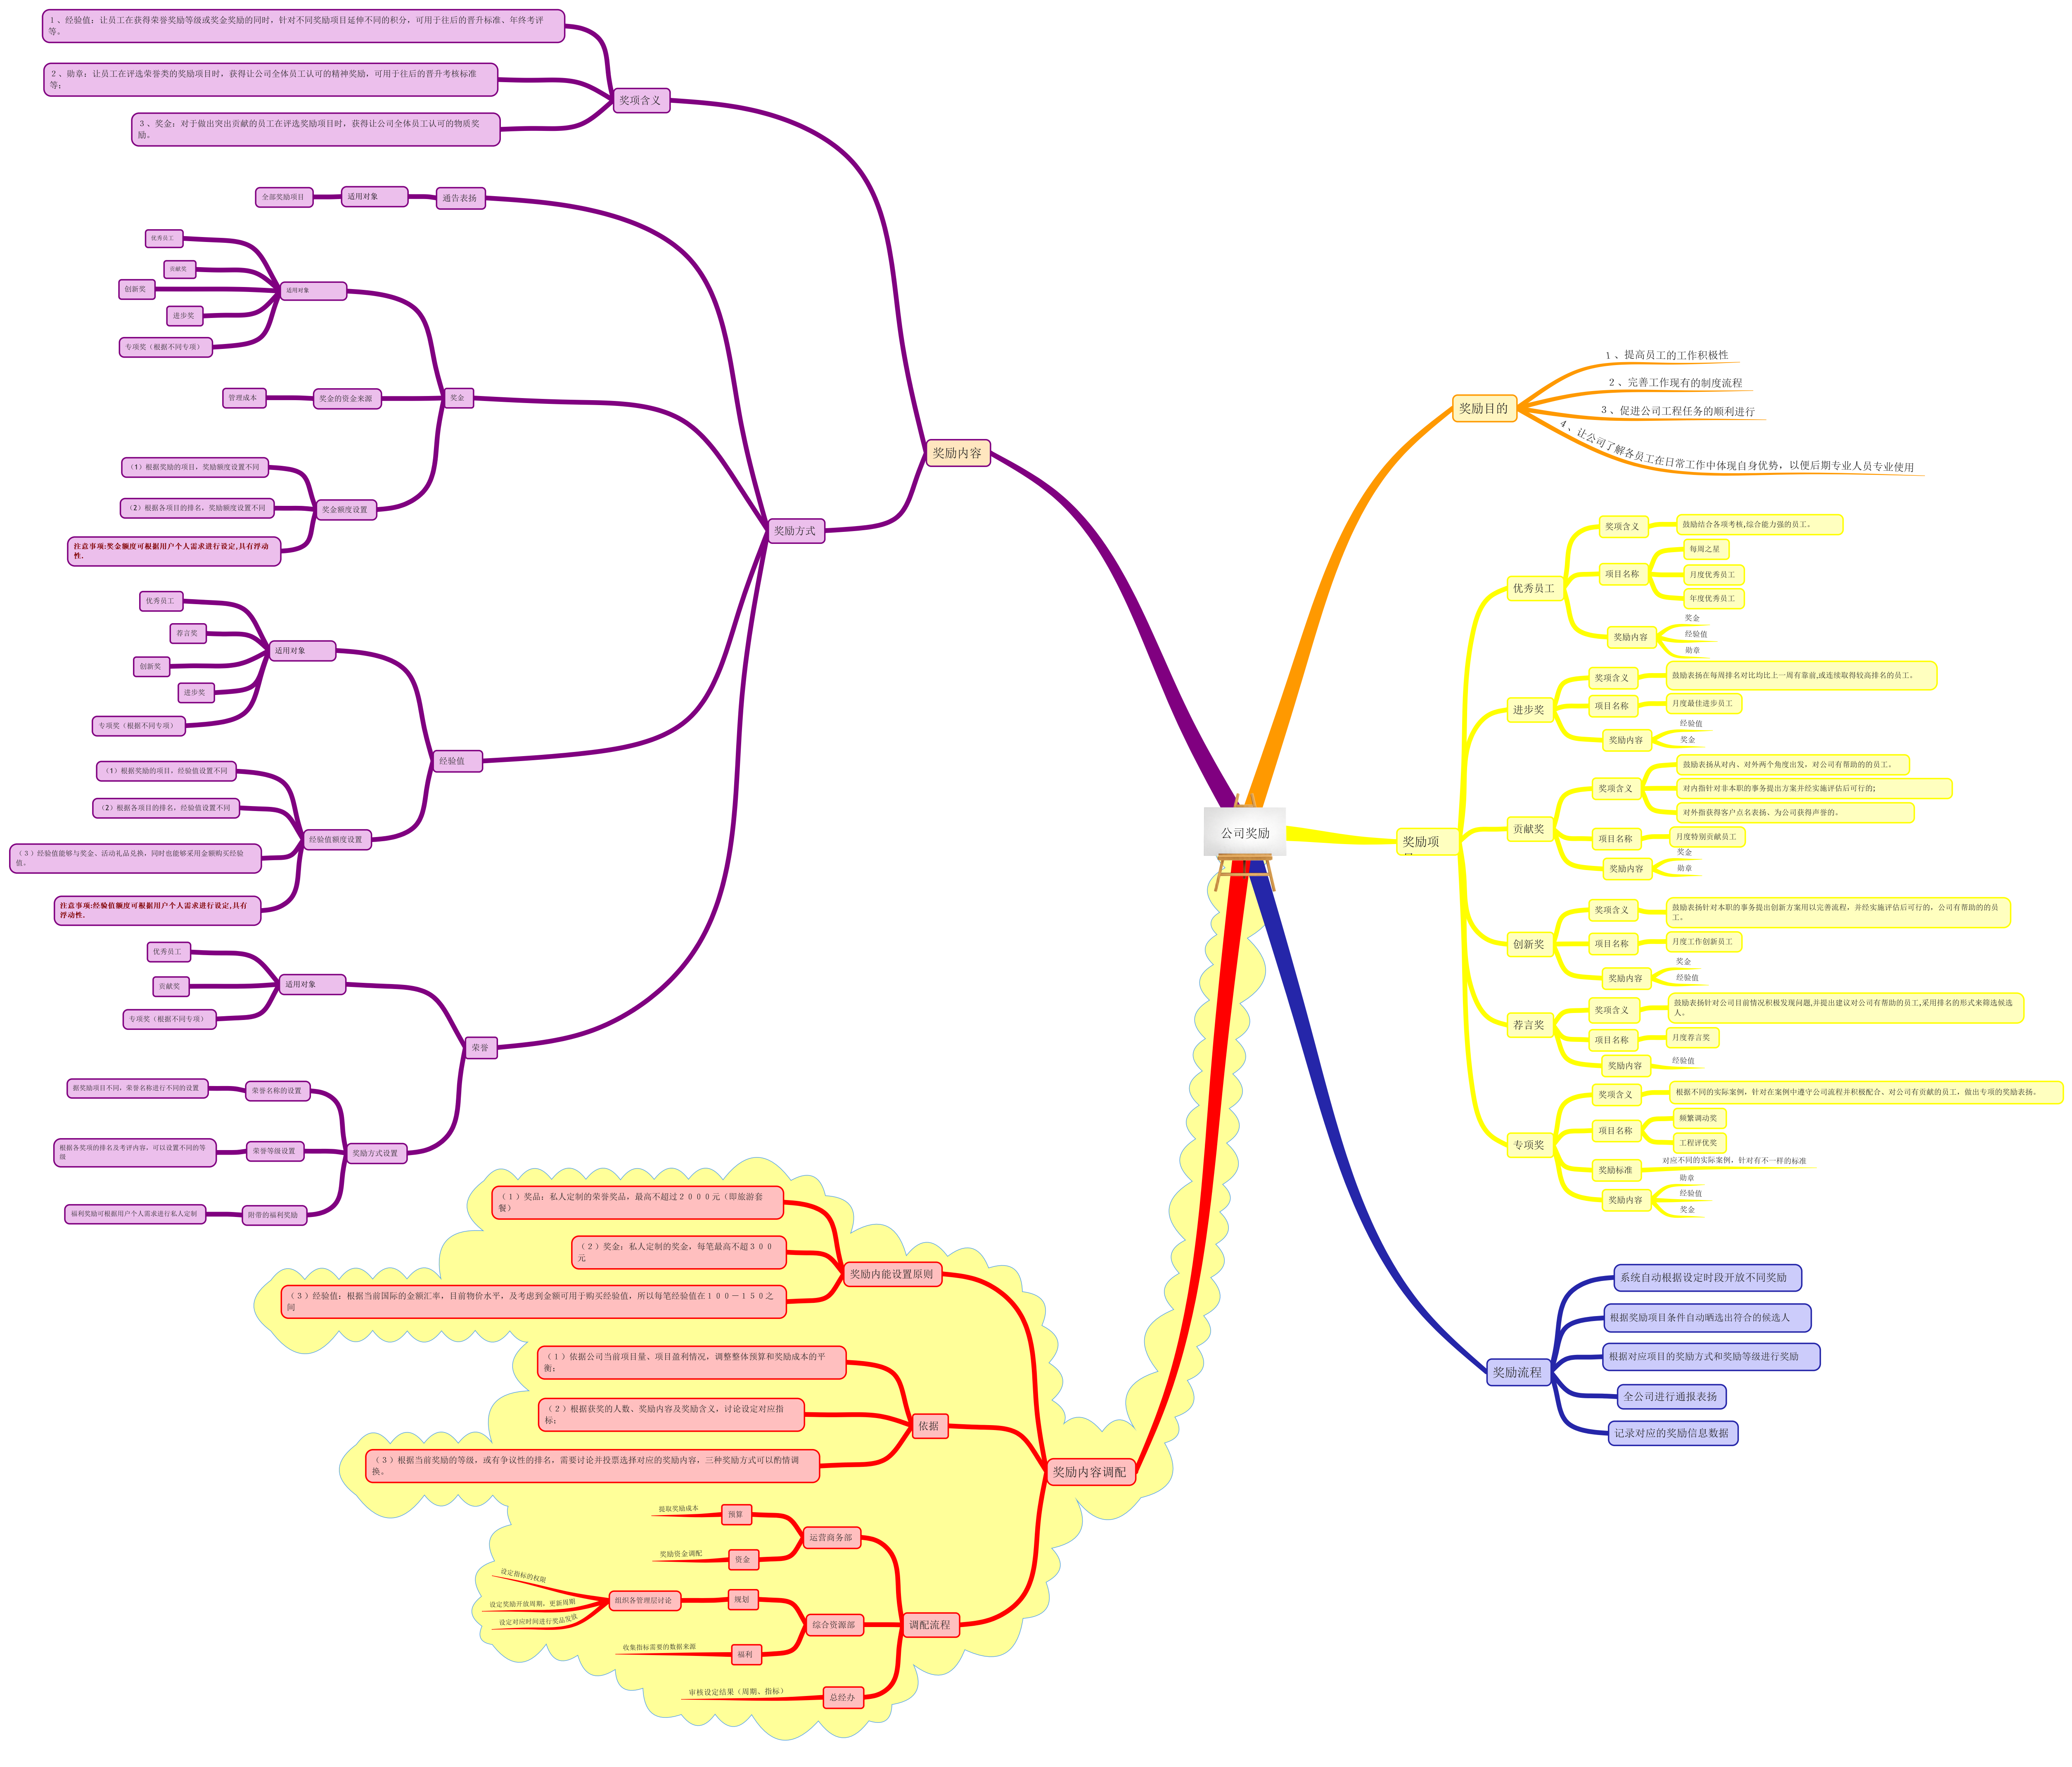 公司奖励
奖励目的
1、提高员工的工作积极性
2、完善工作现有的制度流程
3、促进公司工程任务的顺利进行
4、让公司了解各员工在日常工作中体现自身优势，以便后期专业人员专业使用
奖励项
优秀员工
奖项含义
鼓励结合各项考核,综合能力强的员工。
项目名称
每周之星
月度优秀员工
年度优秀员工
奖励内容
奖金
经验值
勋章
进步奖
奖项含义
鼓励表扬在每周排名对比均比上一周有靠前,或连续取得较高排名的员工。
项目名称
月度最佳进步员工
奖励内容
经验值
奖金
贡献奖
奖项含义
鼓励表扬从对内、对外两个角度出发，对公司有帮助的的员工。
对内指针对非本职的事务提出方案并经实施评估后可行的;
对外指获得客户点名表扬、为公司获得声誉的。
项目名称
月度特别贡献员工
奖励内容
奖金
勋章
创新奖
奖项含义
鼓励表扬针对本职的事务提出创新方案用以完善流程，并经实施评估后可行的，公司有帮助的的员
工。
项目名称
月度工作创新员工
奖励内容
奖金
经验值
荐言奖
奖项含义
鼓励表扬针对公司目前情况积极发现问题,并提出建议对公司有帮助的员工,采用排名的形式来筛选候选
人。
项目名称
月度荐言奖
奖励内容
经验值
专项奖
奖项含义
根据不同的实际案例，针对在案例中遵守公司流程并积极配合、对公司有贡献的员工，做出专项的奖励表扬。
项目名称
频繁调动奖
工程评优奖
奖励标准
对应不同的实际案例，针对有不一样的标准
奖励内容
勋章
经验值
奖金
奖励流程
系统自动根据设定时段开放不同奖励
根据奖励项目条件自动晒选出符合的候选人
根据对应项目的奖励方式和奖励等级进行奖励
全公司进行通报表扬
记录对应的奖励信息数据
奖励内容
奖项含义
1、经验值：让员工在获得荣誉奖励等级或奖金奖励的同时，针对不同奖励项目延伸不同的积分，可用于往后的晋升标准、年终考评
等。
2、勋章：让员工在评选荣誉类的奖励项目时，获得让公司全体员工认可的精神奖励，可用于往后的晋升考核标准
等；
3、奖金：对于做出突出贡献的员工在评选奖励项目时，获得让公司全体员工认可的物质奖
励。
奖励方式
通告表扬
适用对象
全部奖励项目
奖金
适用对象
优秀员工
贡献奖
创新奖
进步奖
专项奖（根据不同专项）
奖金的资金来源
管理成本
奖金额度设置
（1）根据奖励的项目，奖励额度设置不同
（2）根据各项目的排名，奖励额度设置不同
注意事项:奖金额度可根据用户个人需求进行设定,具有浮动
性.
经验值
适用对象
优秀员工
荐言奖
创新奖
进步奖
专项奖（根据不同专项）
经验值额度设置
（1）根据奖励的项目，经验值设置不同
（2）根据各项目的排名，经验值设置不同
（3）经验值能够与奖金、活动礼品兑换，同时也能够采用金额购买经验
值。
注意事项:经验值额度可根据用户个人需求进行设定,具有
浮动性.
荣誉
适用对象
优秀员工
贡献奖
专项奖（根据不同专项）
奖励方式设置
荣誉名称的设置
据奖励项目不同，荣誉名称进行不同的设置
荣誉等级设置
根据各奖项的排名及考评内容，可以设置不同的等
级
附带的福利奖励
福利奖励可根据用户个人需求进行私人定制
奖励内容调配
奖励内能设置原则
（1）奖品：私人定制的荣誉奖品，最高不超过2000元（即旅游套
餐）
（2）奖金：私人定制的奖金，每笔最高不超300
元
（3）经验值：根据当前国际的金额汇率，目前物价水平，及考虑到金额可用于购买经验值，所以每笔经验值在100－150之
间
依据
（1）依据公司当前项目量、项目盈利情况，调整整体预算和奖励成本的平
衡；
（2）根据获奖的人数、奖励内容及奖励含义，讨论设定对应指
标；
（3）根据当前奖励的等级，或有争议性的排名，需要讨论并投票选择对应的奖励内容，三种奖励方式可以酌情调
换。
调配流程
运营商务部
预算
提取奖励成本
资金
奖励资金调配
综合资源部
规划
组织各管理层讨论
设定指标的权限
设定奖励开放周期，更新周期
设定对应时间进行奖品发放
福利
收集指标需要的数据来源
总经办
审核设定结果（周期、指标）